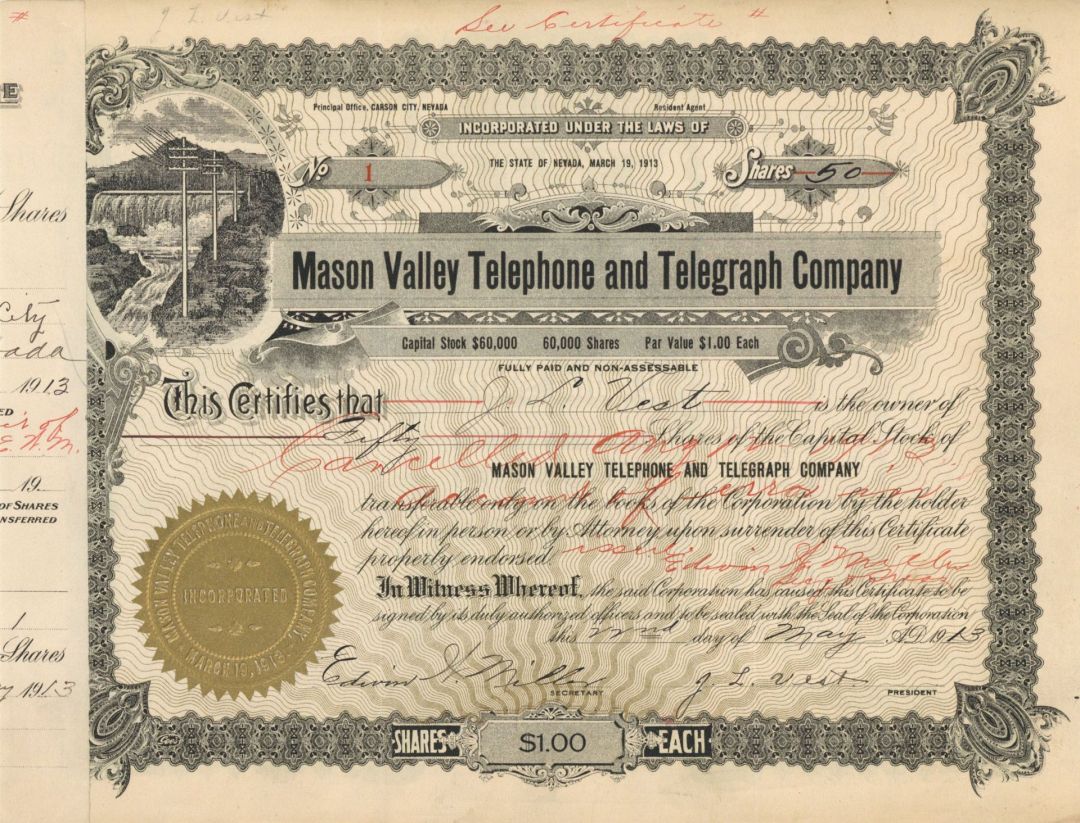 #
J L Vest
See Certificate #
E
Principal Office, CARSON CITY, NEVADA
Resident Agent
INCORPORATED UNDER THE LAWS OF
THE STATE OF NEVADA, MARCH 19, 1913
No 1
Shares 50
Mason Valley Telephone and Telegraph Company
Capital Stock $60,000 60,000 Shares Par Value $1.00 Each
FULLY PAID AND NON-ASSESSABLE
This Certifies that J. L. Vest is the owner of
Fifty Shares of the Capital Stock of
Cancelled
MASON VALLEY TELEPHONE AND TELEGRAPH COMPANY
transferable only on the books of the Corporation by the holder
hereof in person or by Attorney upon surrender of this Certificate
properly endorsed.
issued
Edwin S. Miller
In Witness Whereof, the said Corporation has caused this Certificate to be
signed by its duly authorized officers and to be sealed with the Seal of the Corporation
this day of May A.D. 1913
Edwin S. Miller
SECRETARY
J. L. Vest
PRESIDENT
MASON VALLEY TELEPHONE AND TELEGRAPH COMPANY.
INCORPORATED
MARCH 19, 1913.
SHARES $1.00 EACH
Shares
City
ada
1913
ED
E. W. M.
19
OF SHARES
NSFERRED
1
Shares
y 1913